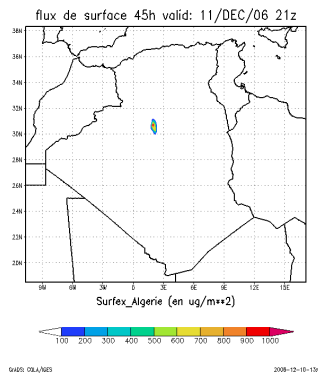 flux de surface 45h valid: 11/DEC/06 21z
38N
36N
34N
32N
30N
28N
26N
24N
22N
20N
9W 6W 3W 0 3E 6E 9E 12E 15E
Surfex_Algerie (en ug/m**2)
100 200 300 400 500 600 700 800 900 1000
GrADS: COLA/IGES
2008-12-10-13: